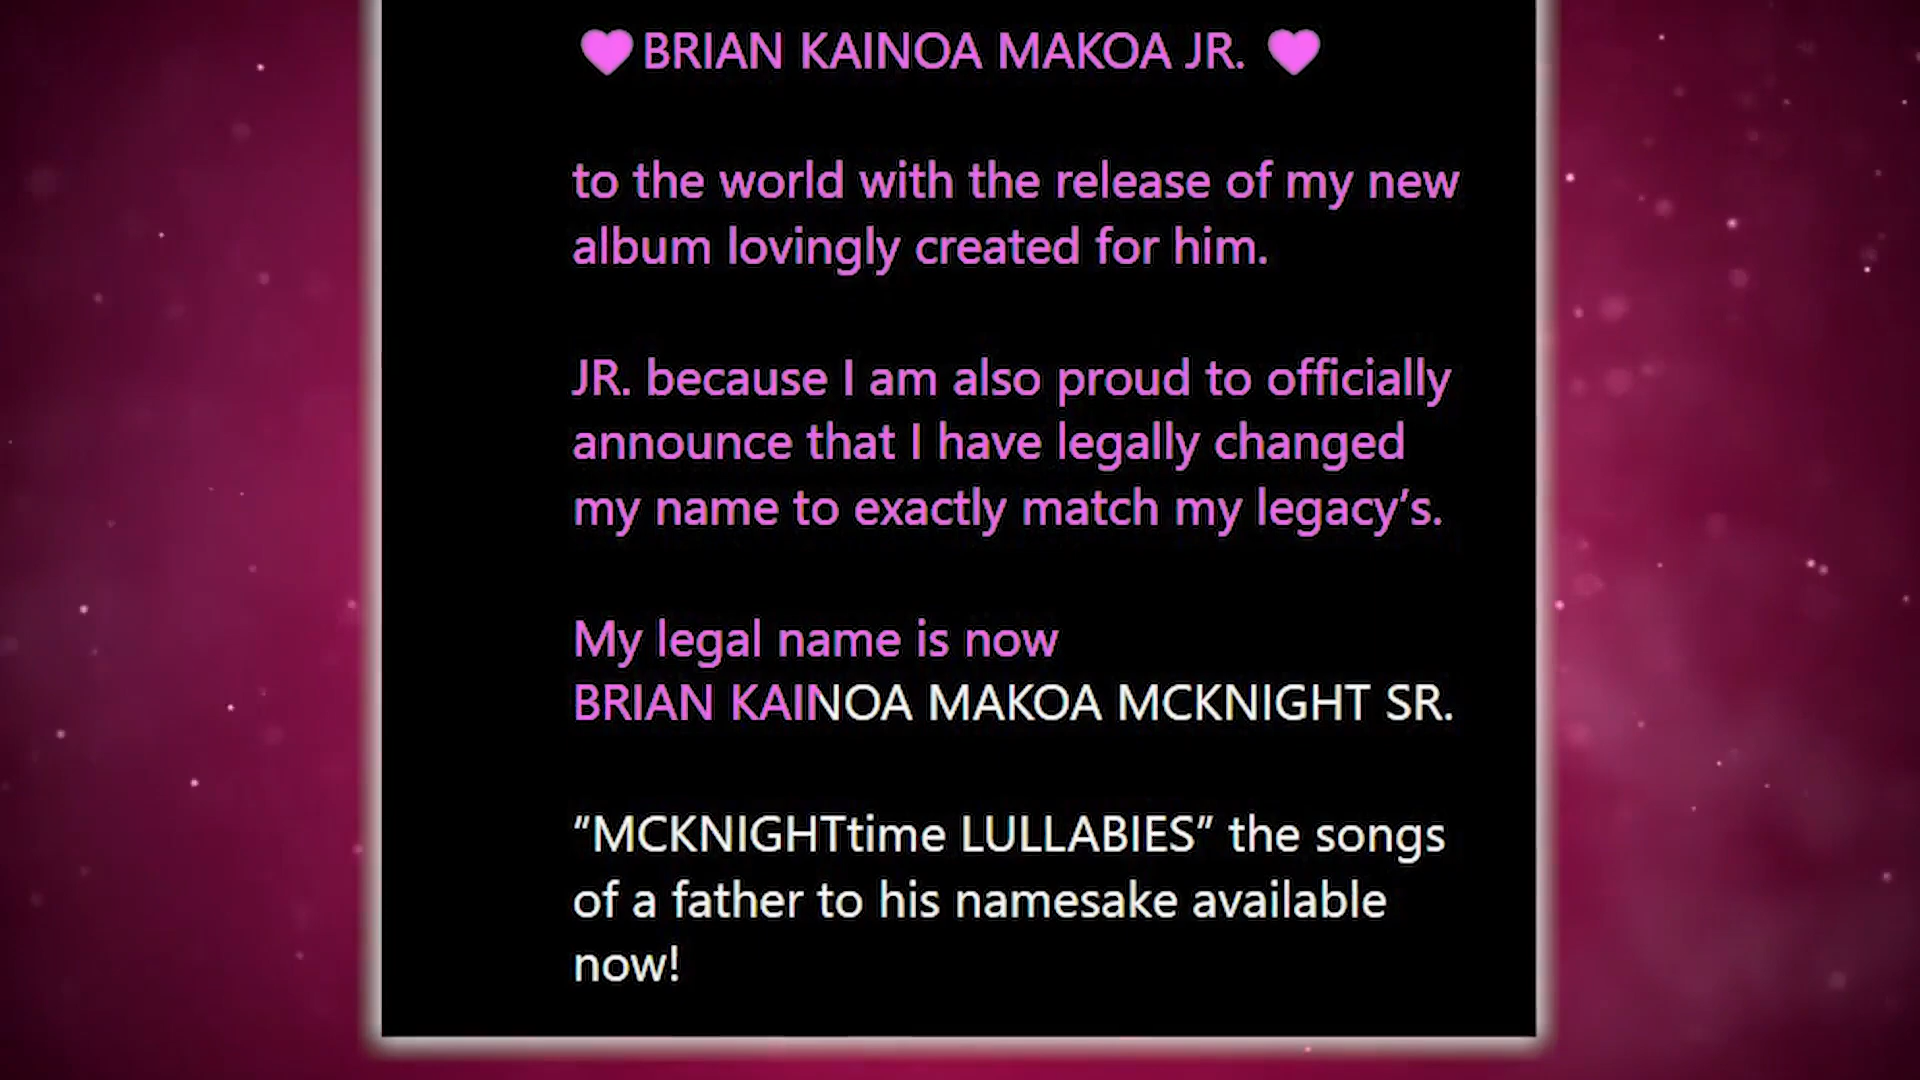 🩷BRIAN KAINOA MAKOA JR. 🩷
to the world with the release of my new
album lovingly created for him.
JR. because I am also proud to officially
announce that I have legally changed
my name to exactly match my legacy’s.
My legal name is now
BRIAN KAINOA MAKOA MCKNIGHT SR.
“MCKNIGHTtime LULLABIES” the songs
of a father to his namesake available
now!